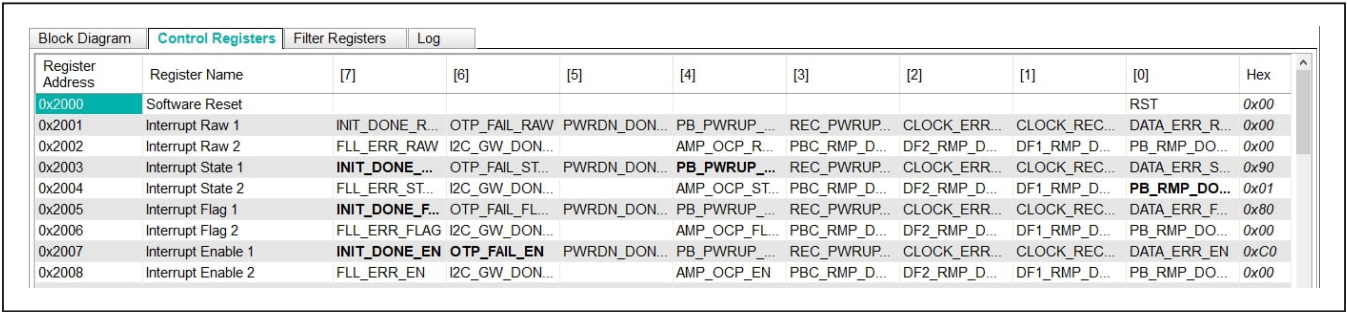 Block Diagram Control Registers Filter Registers Log
Register Address Register Name [7] [6] [5] [4] [3] [2] [1] [0] Hex
0x2000 Software Reset RST 0x00
0x2001 Interrupt Raw 1 INIT_DONE_R... OTP_FAIL_RAW PWRDN_DON... PB_PWRUP_... REC_PWRUP... CLOCK_ERR... CLOCK_REC... DATA_ERR_R... 0x00
0x2002 Interrupt Raw 2 FLL_ERR_RAW I2C_GW_DON... AMP_OCP_R... PBC_RMP_D... DF2_RMP_D... DF1_RMP_D... PB_RMP_DO... 0x00
0x2003 Interrupt State 1 INIT_DONE_... OTP_FAIL_ST... PWRDN_DON... PB_PWRUP_... REC_PWRUP... CLOCK_ERR... CLOCK_REC... DATA_ERR_S... 0x90
0x2004 Interrupt State 2 FLL_ERR_ST... I2C_GW_DON... AMP_OCP_ST... PBC_RMP_D... DF2_RMP_D... DF1_RMP_D... PB_RMP_DO... 0x01
0x2005 Interrupt Flag 1 INIT_DONE_F... OTP_FAIL_FL... PWRDN_DON... PB_PWRUP_... REC_PWRUP... CLOCK_ERR... CLOCK_REC... DATA_ERR_F... 0x80
0x2006 Interrupt Flag 2 FLL_ERR_FLAG I2C_GW_DON... AMP_OCP_FL... PBC_RMP_D... DF2_RMP_D... DF1_RMP_D... PB_RMP_DO... 0x00
0x2007 Interrupt Enable 1 INIT_DONE_EN OTP_FAIL_EN PWRDN_DON... PB_PWRUP_... REC_PWRUP... CLOCK_ERR... CLOCK_REC... DATA_ERR_EN 0xC0
0x2008 Interrupt Enable 2 FLL_ERR_EN I2C_GW_DON... AMP_OCP_EN PBC_RMP_D... DF2_RMP_D... DF1_RMP_D... PB_RMP_DO... 0x00